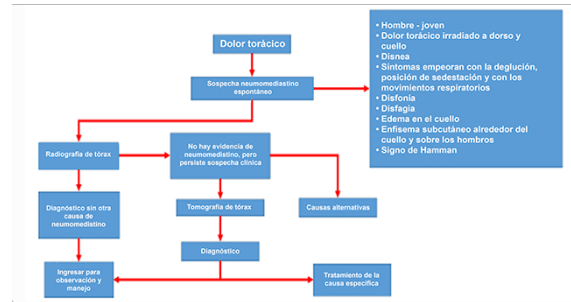 Dolor torácico
Sospecha neumomediastino
espontáneo
• Hombre - joven
• Dolor torácico irradiado a dorso y
cuello
• Disnea
• Síntomas empeoran con la deglución,
posición de sedestación y con los
movimientos respiratorios
• Disfonía
• Disfagia
• Edema en el cuello
• Enfisema subcutáneo alrededor del
cuello y sobre los hombros
• Signo de Hamman
Radiografía de tórax
No hay evidencia de
neumomedistino, pero
persiste sospecha clínica
Diagnóstico sin otra
causa de
neumomedistino
Tomografía de tórax
Causas alternativas
Diagnóstico
Ingresar para
observación y
manejo
Tratamiento de la
causa específica